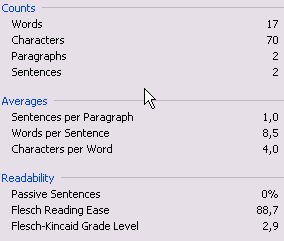 Counts
Words 17
Characters 70
Paragraphs 2
Sentences 2
Averages
Sentences per Paragraph 1,0
Words per Sentence 8,5
Characters per Word 4,0
Readability
Passive Sentences 0%
Flesch Reading Ease 88,7
Flesch-Kincaid Grade Level 2,9